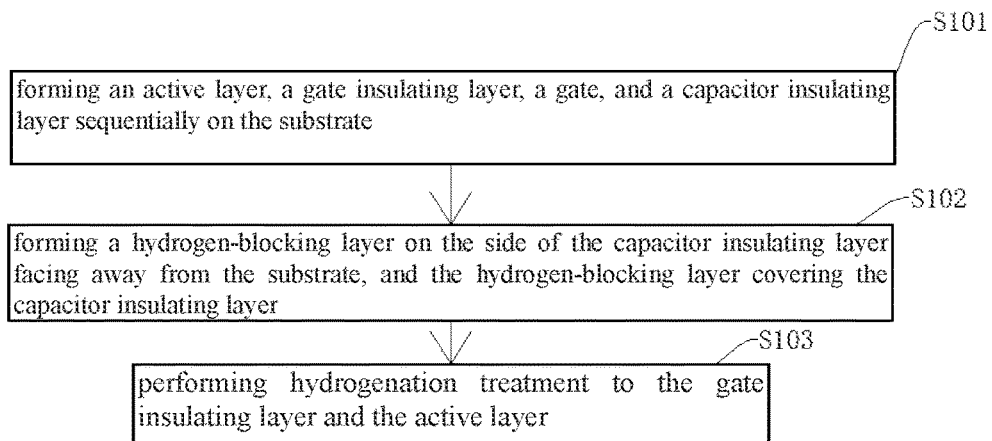 S101
forming an active layer, a gate insulating layer, a gate, and a capacitor insulating
layer sequentially on the substrate
S102
forming a hydrogen-blocking layer on the side of the capacitor insulating layer
facing away from the substrate, and the hydrogen-blocking layer covering the
capacitor insulating layer
S103
performing hydrogenation treatment to the gate
insulating layer and the active layer